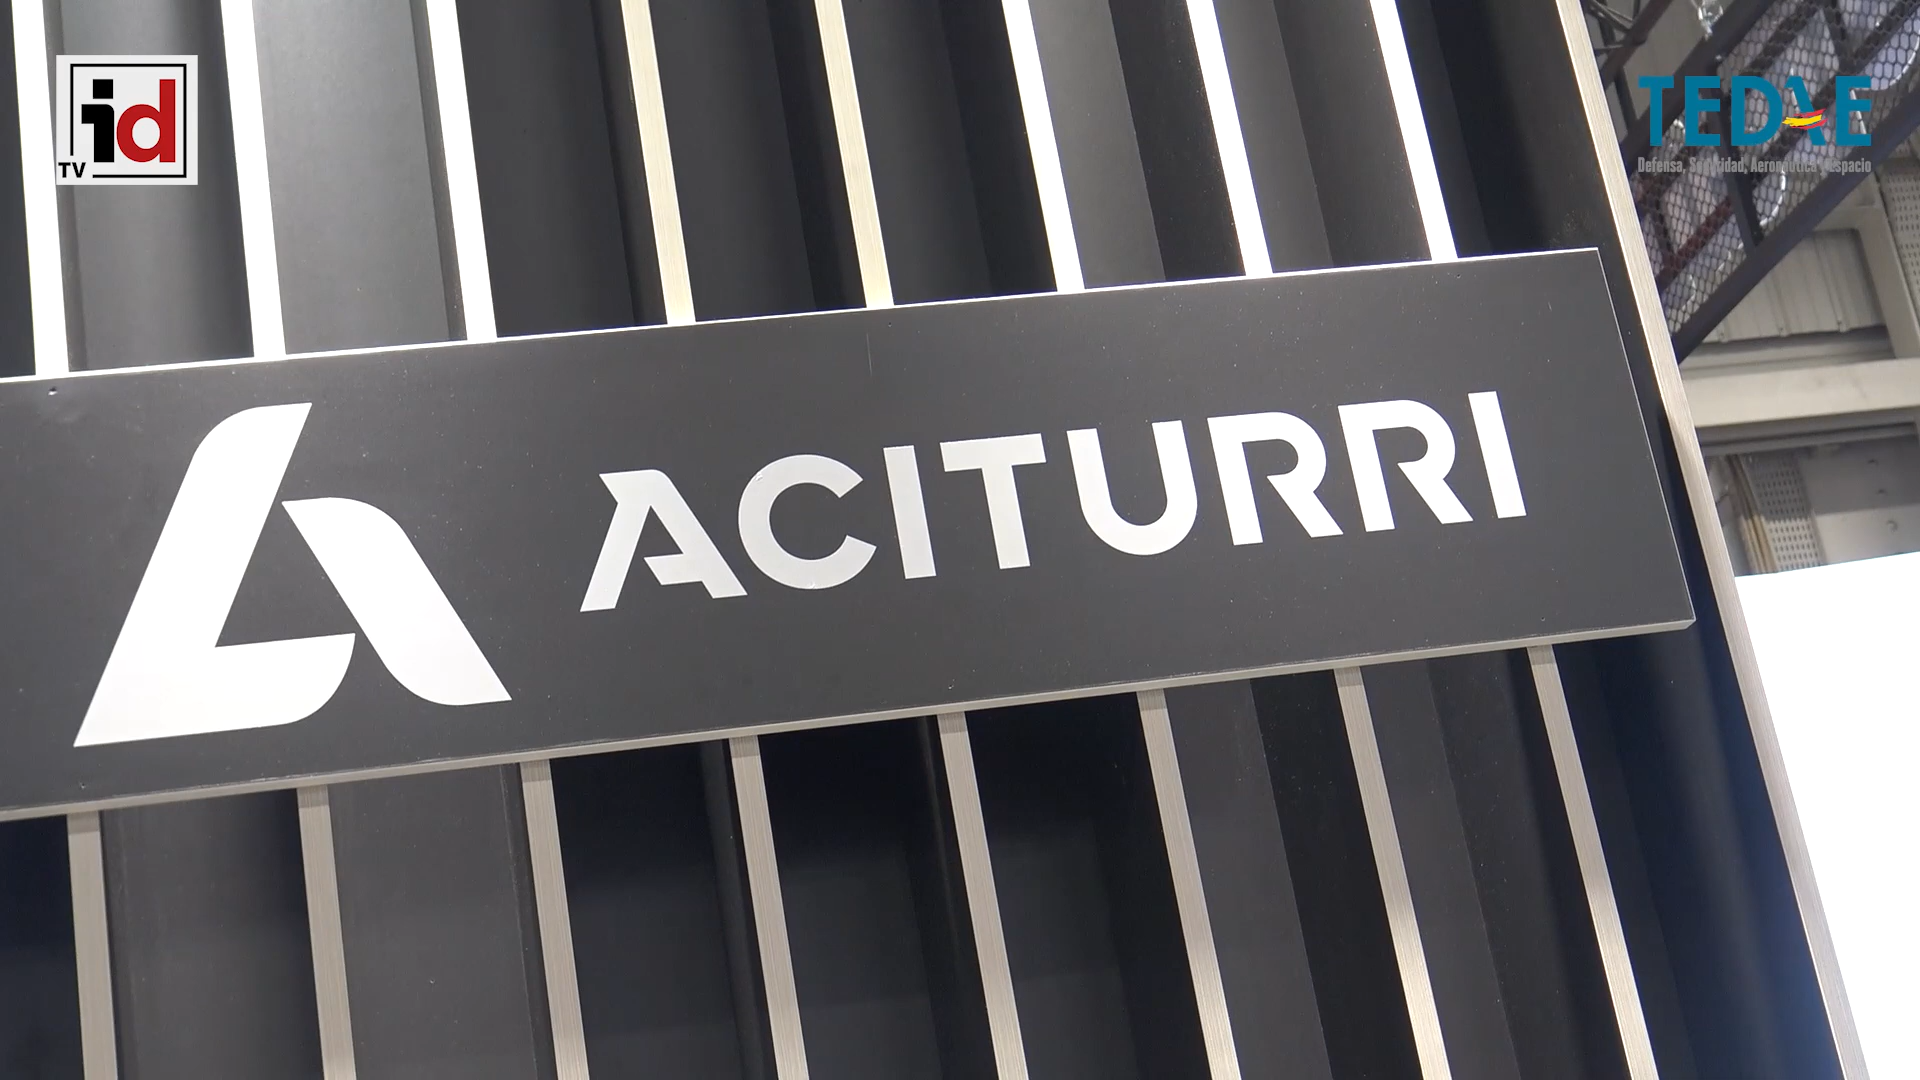 id
TV
TEDAE
Defensa, Seguridad, Aeronáutica y Espacio
ACITURRI